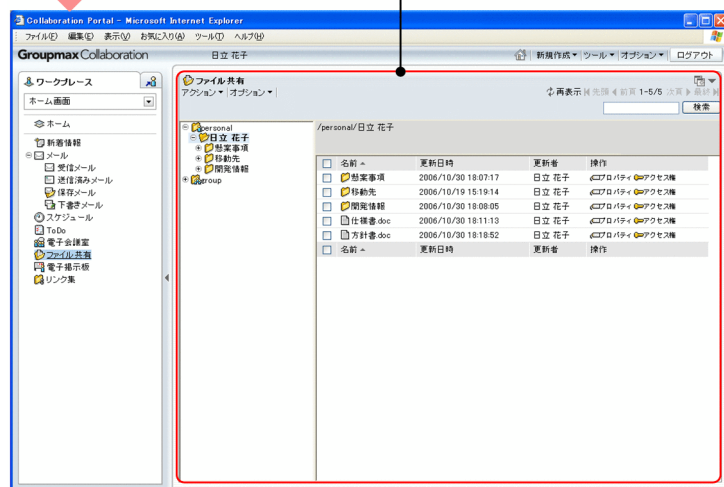 Collaboration Portal - Microsoft Internet Explorer
ファイル(F) 編集(E) 表示(V) お気に入り(A) ツール(T) ヘルプ(H)
Groupmax Collaboration 日立 花子 新規作成 ツール オプション ログアウト
ワークプレース
ホーム画面
ホーム
新着情報
メール
受信メール
送信済みメール
保存メール
下書きメール
スケジュール
ToDo
電子会議室
ファイル共有
電子掲示板
リンク集
ファイル共有
アクション オプション
再表示 先頭 前頁 1-5/5 次頁 最終
検索
personal
日立 花子
懸案事項
移動先
開発情報
group
/personal/日立 花子
名前 更新日時 更新者 操作
懸案事項 2006/10/30 18:07:17 日立 花子 プロパティ アクセス権
移動先 2006/10/19 15:19:14 日立 花子 プロパティ アクセス権
開発情報 2006/10/30 18:08:05 日立 花子 プロパティ アクセス権
仕様書.doc 2006/10/30 18:11:13 日立 花子 プロパティ アクセス権
方針書.doc 2006/10/30 18:18:52 日立 花子 プロパティ アクセス権
名前 更新日時 更新者 操作